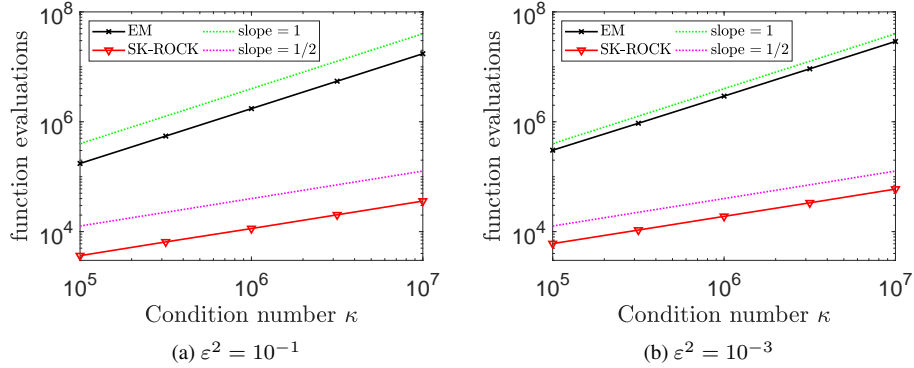 function evaluations
10^8
10^6
10^4
EM
slope = 1
SK-ROCK
slope = 1/2
10^5
10^6
10^7
Condition number κ
(a) ε^2 = 10^{-1}
function evaluations
10^8
10^6
10^4
EM
slope = 1
SK-ROCK
slope = 1/2
10^5
10^6
10^7
Condition number κ
(b) ε^2 = 10^{-3}